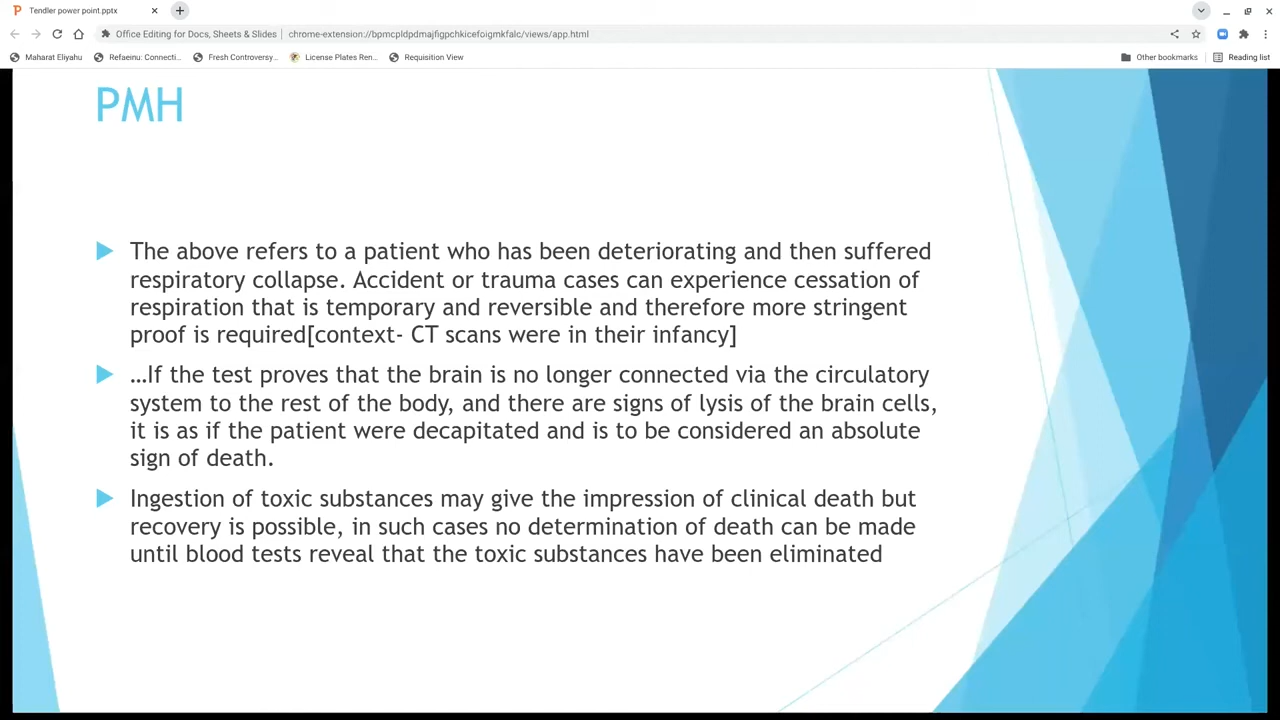 Tendler power point.pptx
Office Editing for Docs, Sheets & Slides | chrome-extension://bpmcpldpdmajfigpchkicefoigmkfalc/views/app.html
Maharat Eliyahu Refaeinu: Connecti... Fresh Controversy... License Plates Ren... Requisition View Other bookmarks Reading list
PMH
The above refers to a patient who has been deteriorating and then suffered
respiratory collapse. Accident or trauma cases can experience cessation of
respiration that is temporary and reversible and therefore more stringent
proof is required[context- CT scans were in their infancy]
…If the test proves that the brain is no longer connected via the circulatory
system to the rest of the body, and there are signs of lysis of the brain cells,
it is as if the patient were decapitated and is to be considered an absolute
sign of death.
Ingestion of toxic substances may give the impression of clinical death but
recovery is possible, in such cases no determination of death can be made
until blood tests reveal that the toxic substances have been eliminated